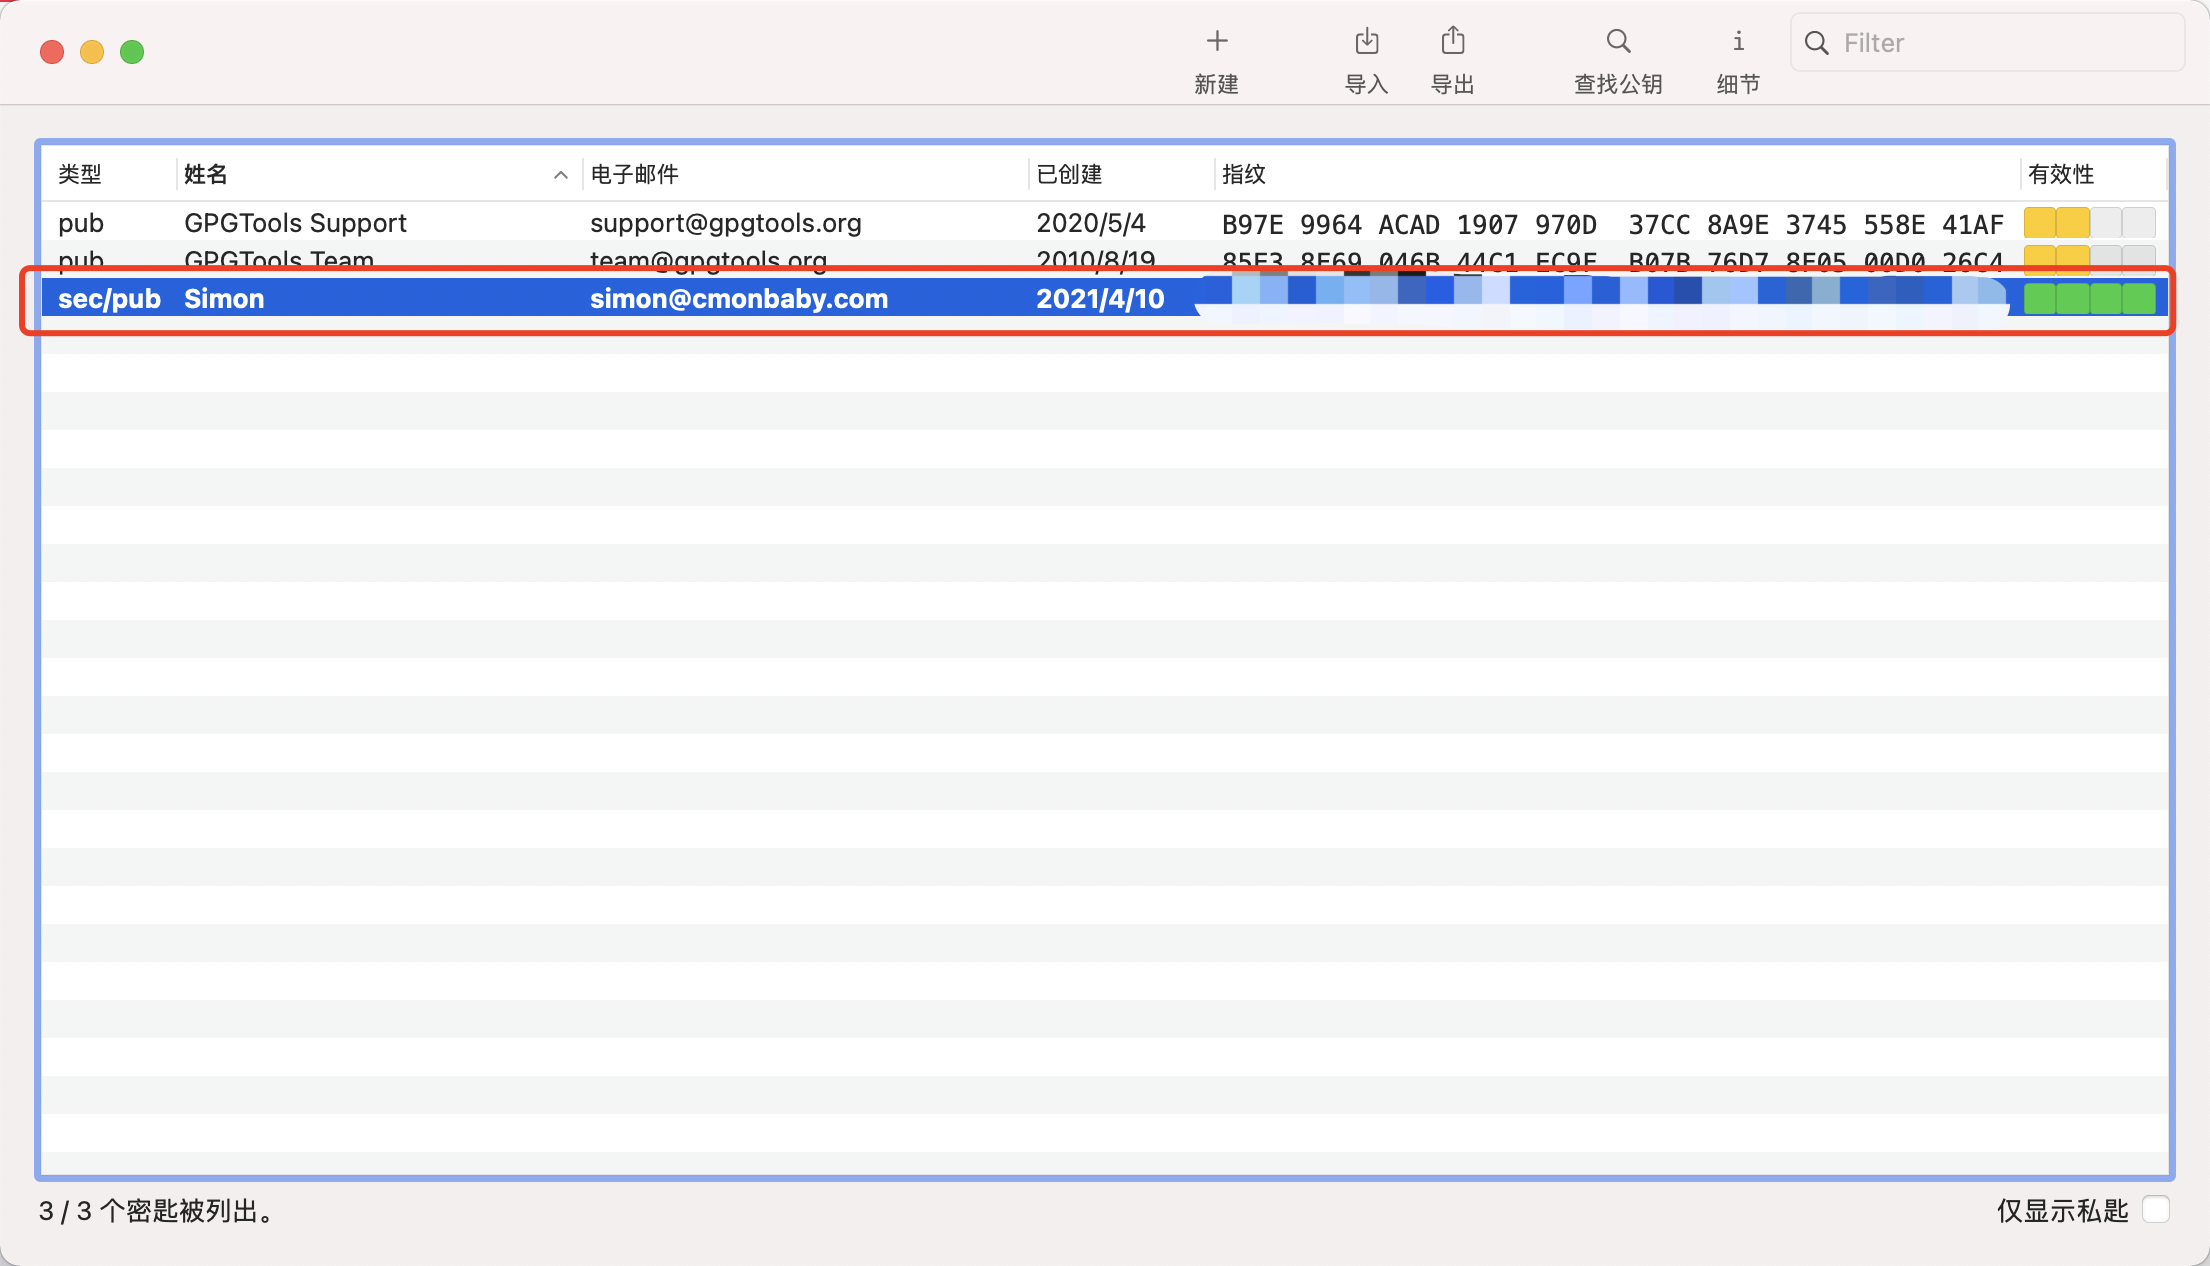 新建 导入 导出 查找公钥 i 细节 Filter
类型 姓名 电子邮件 已创建 指纹 有效性
pub GPGTools Support support@gpgtools.org 2020/5/4 B97E 9964 ACAD 1907 970D 37CC 8A9E 3745 558E 41AF
pub GPGTools Team team@gpgtools.org 2010/8/19 85E3 8F69 046B 44C1 EC9F B07B 76D7 8F05 00D0 26C4
sec/pub Simon simon@cmonbaby.com 2021/4/10
3 / 3 个密匙被列出。 仅显示私匙